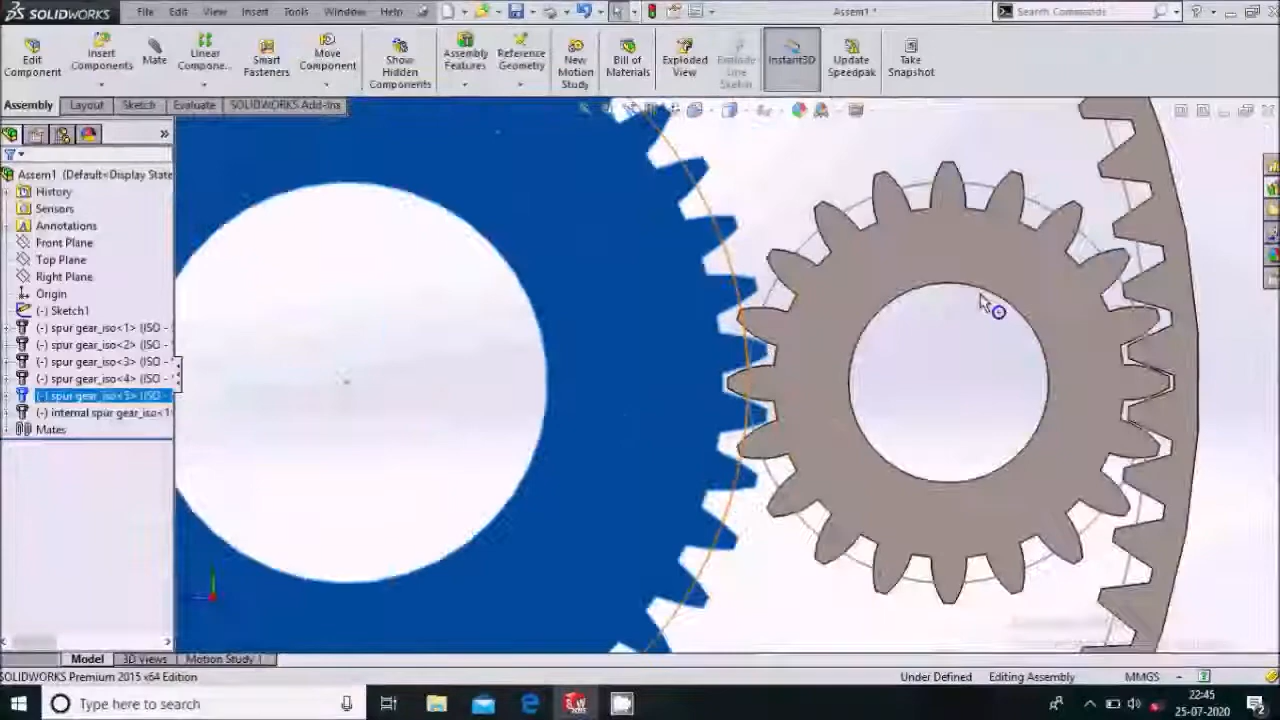 SOLIDWORKS File Edit View Insert Tools Window Help Assem1 * Search Commands
Edit Component
Insert Components
Mate
Linear Compone...
Smart Fasteners
Move Component
Show Hidden Components
Assembly Features
Reference Geometry
New Motion Study
Bill of Materials
Exploded View
Explode Line Sketch
Instant3D
Update Speedpak
Take Snapshot
Assembly Layout Sketch Evaluate SOLIDWORKS Add-Ins
Assem1 (Default<Display State
History
Sensors
Annotations
Front Plane
Top Plane
Right Plane
Origin
(-) Sketch1
(-) spur gear_iso<1> (ISO -
(-) spur gear_iso<2> (ISO -
(-) spur gear_iso<3> (ISO -
(-) spur gear_iso<4> (ISO -
(-) spur gear_iso<5> (ISO -
(-) internal spur gear_iso<1
Mates
Model 3D Views Motion Study 1
SOLIDWORKS Premium 2015 x64 Edition Under Defined Editing Assembly MMGS
Type here to search
22:45
25-07-2020